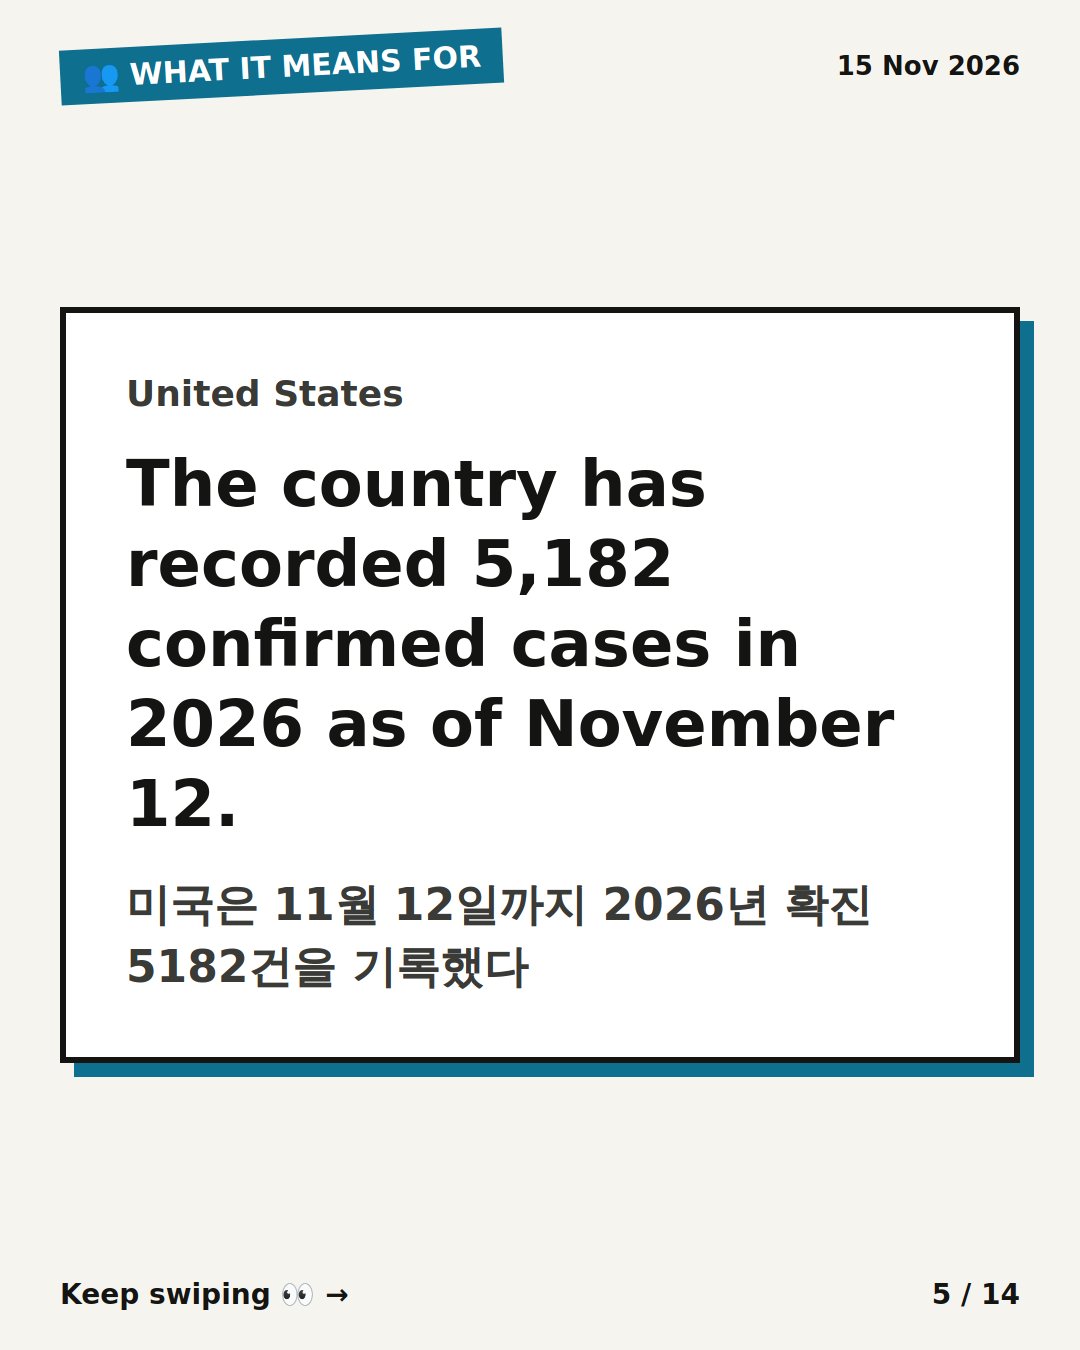 👥 WHAT IT MEANS FOR
15 Nov 2026
United States
The country has
recorded 5,182
confirmed cases in
2026 as of November
12.
미국은 11월 12일까지 2026년 확진
5182건을 기록했다
Keep swiping 👀 →
5 / 14